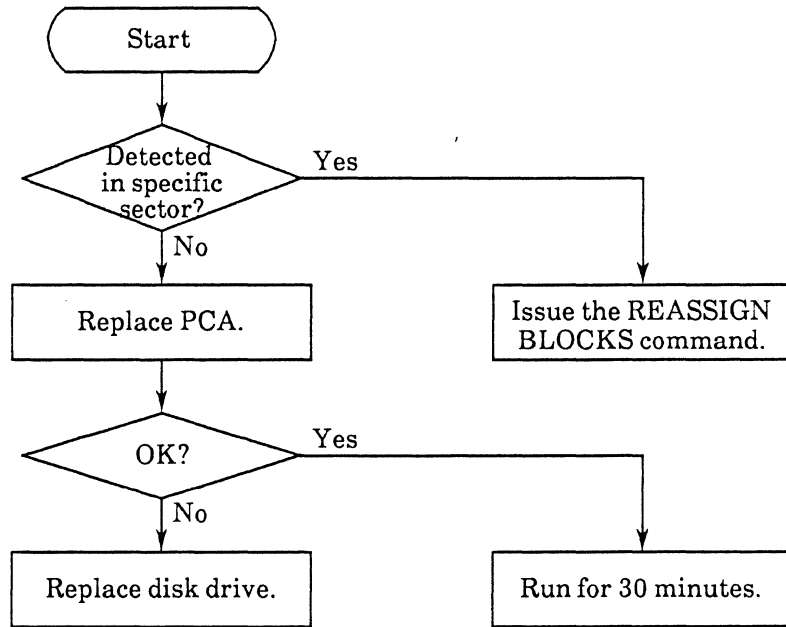 Start
Detected
in specific
sector?
Yes
No
Replace PCA.
Issue the REASSIGN
BLOCKS command.
OK?
Yes
No
Replace disk drive.
Run for 30 minutes.